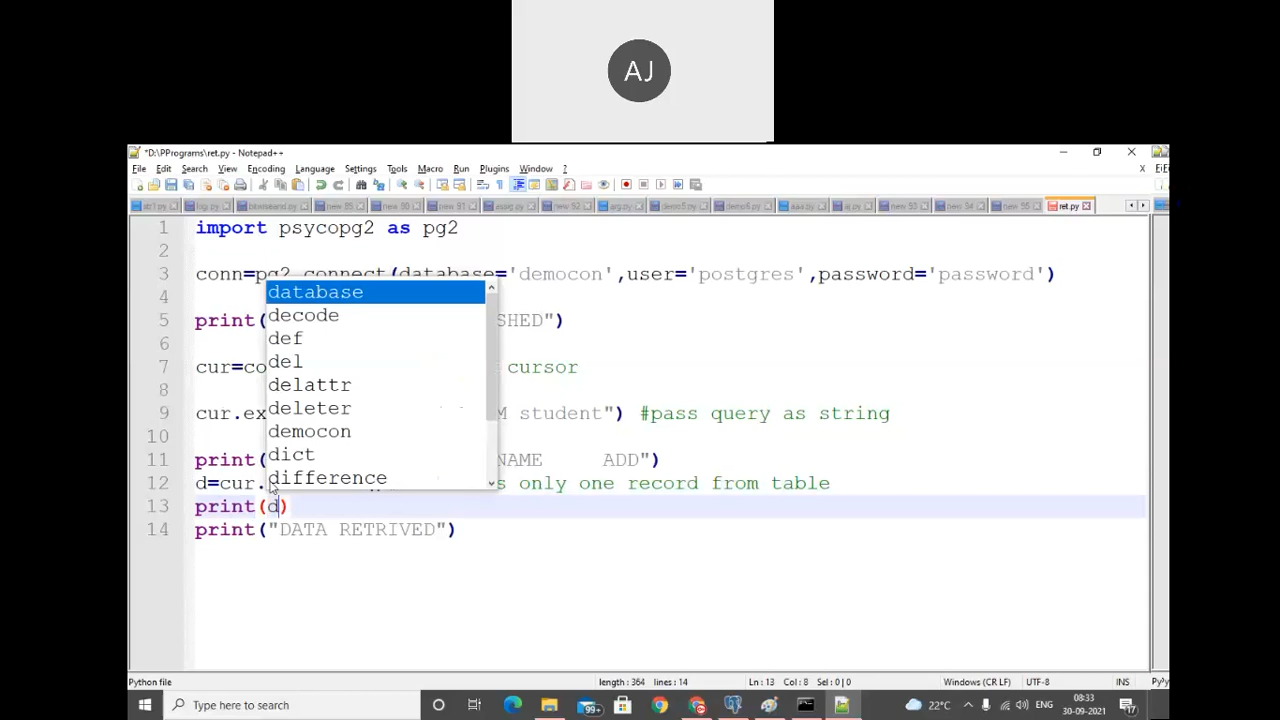 AJ
*D:\PPrograms\ret.py - Notepad++
File Edit Search View Encoding Language Settings Tools Macro Run Plugins Window ?
X
ret.py
1 import psycopg2 as pg2
2
3 conn=pg2.connect(database='democon',user='postgres',password='password')
4
5 print( SHED")
6
7 cur=co cursor
8
9 cur.ex M student") #pass query as string
10
11 print( NAME ADD")
12 d=cur. s only one record from table
13 print(d)
14 print("DATA RETRIVED")
database
decode
def
del
delattr
deleter
democon
dict
difference
Python file length : 364 lines : 14 Ln : 13 Col : 8 Sel : 0 | 0 Windows (CR LF) UTF-8 INS
Type here to search
99+
22°C ENG
08:33
30-09-2021
17